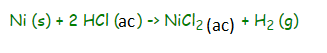 Ni (s) + 2 HCl (ac) -> NiCl2 (ac) + H2 (g)